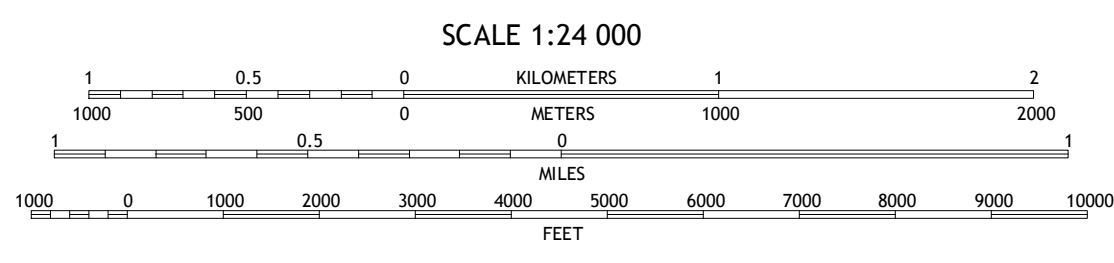 SCALE 1:24 000
1 0.5 0 KILOMETERS 1 2
1000 500 0 METERS 1000 2000
1 0.5 0 1
MILES
1000 0 1000 2000 3000 4000 5000 6000 7000 8000 9000 10000
FEET